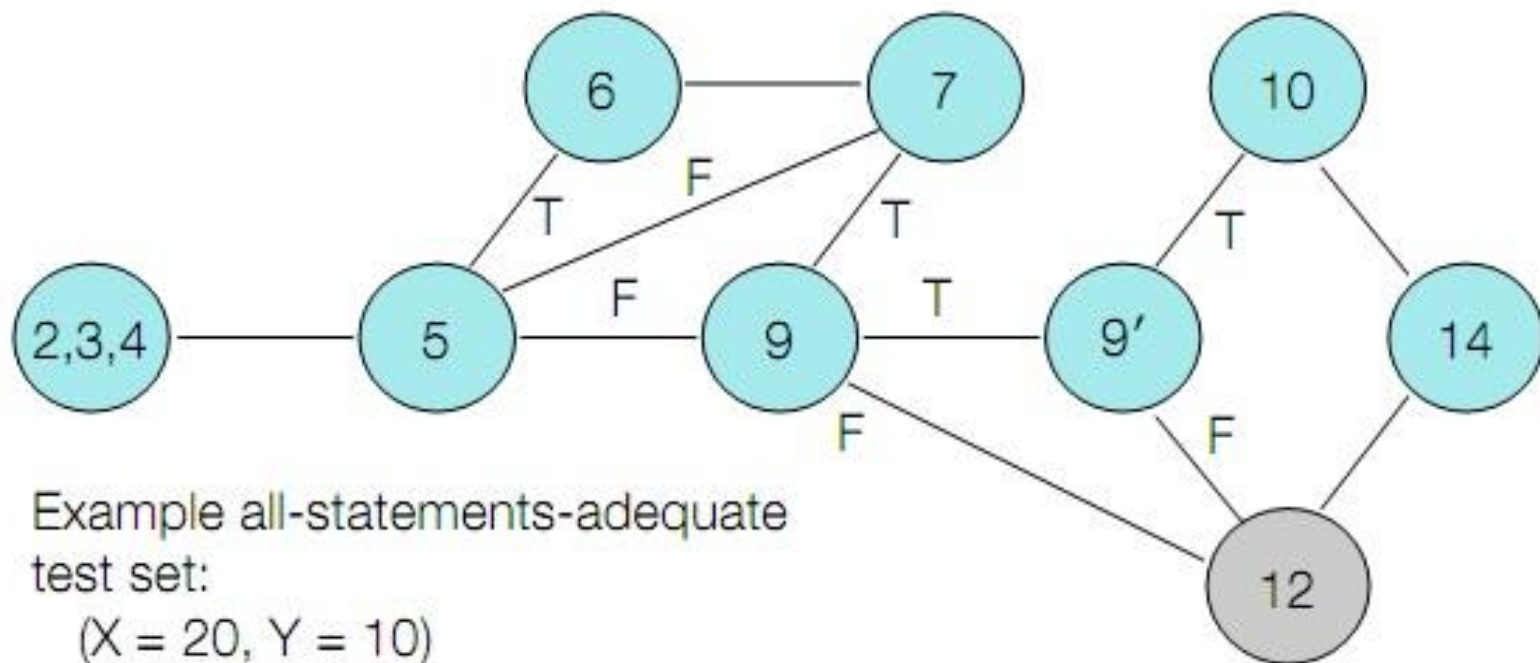 6
7
10
T
F
T
T
2,3,4
5
F
9
T
9′
14
F
F
12
Example all-statements-adequate
test set:
(X = 20, Y = 10)